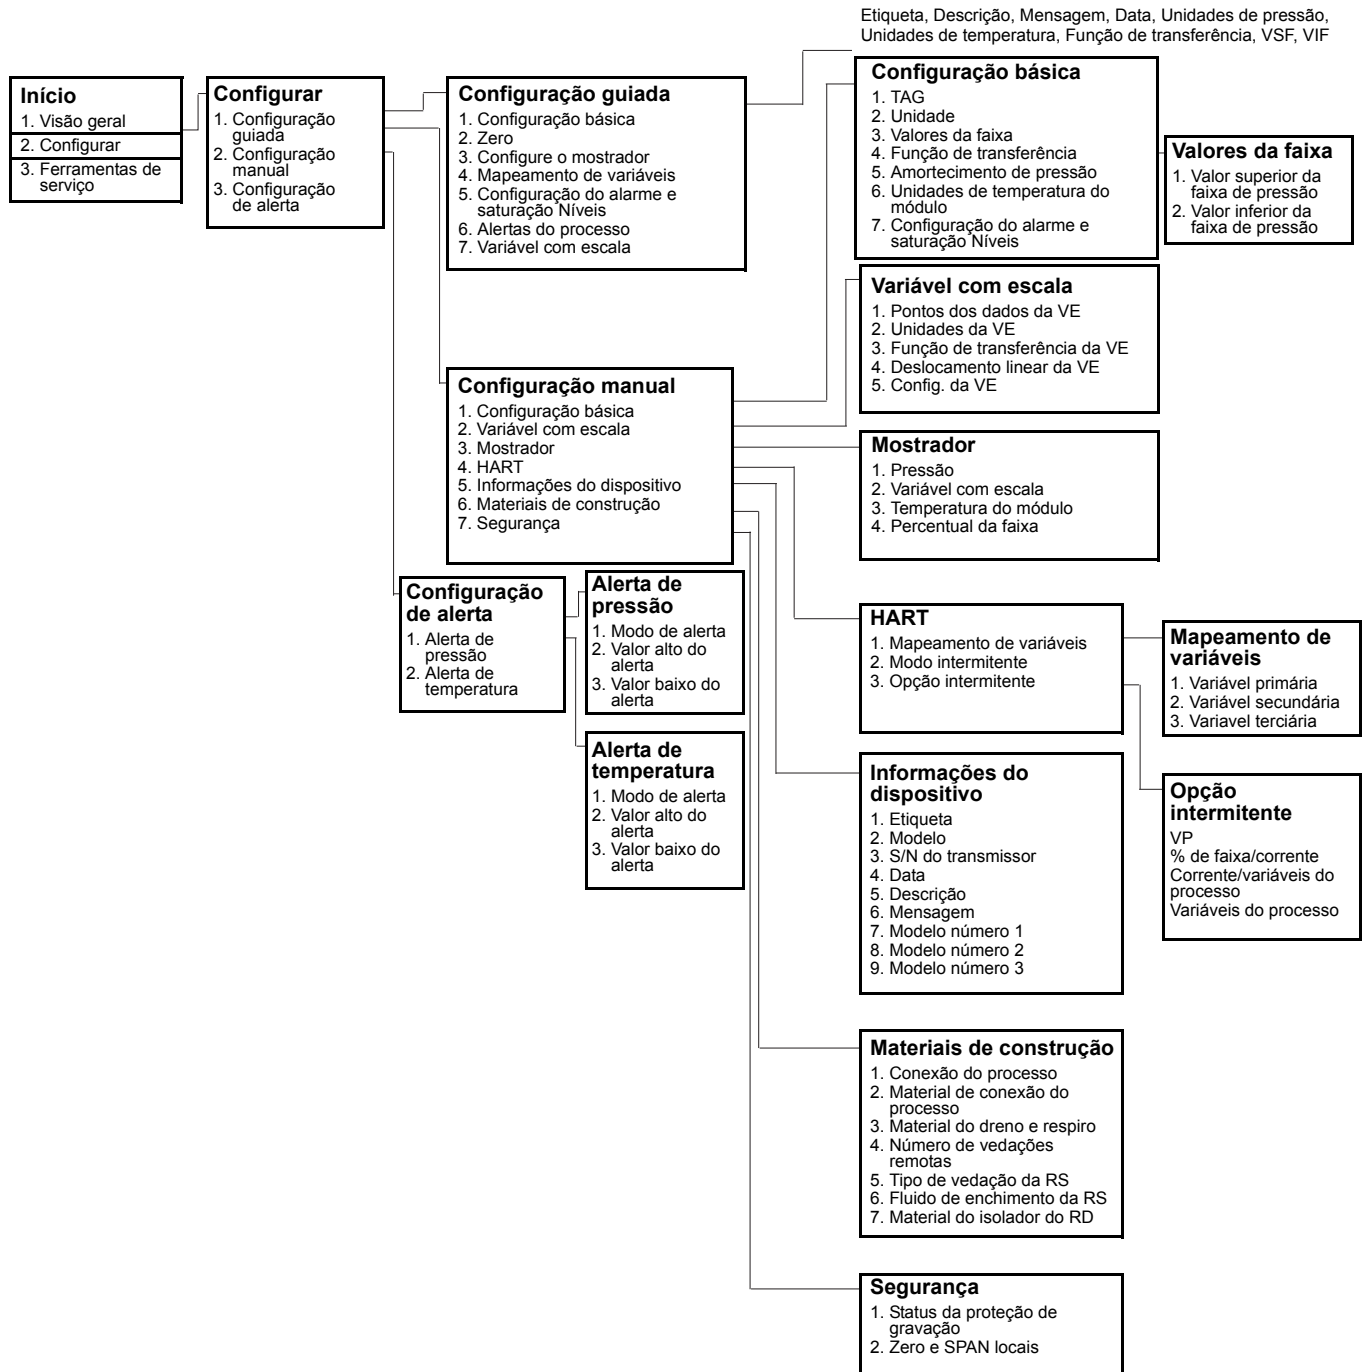 Etiqueta, Descrição, Mensagem, Data, Unidades de pressão,
Unidades de temperatura, Função de transferência, VSF, VIF
Início
1. Visão geral
2. Configurar
3. Ferramentas de
serviço
Configurar
1. Configuração
guiada
2. Configuração
manual
3. Configuração
de alerta
Configuração guiada
1. Configuração básica
2. Zero
3. Configure o mostrador
4. Mapeamento de variáveis
5. Configuração do alarme e
saturação Níveis
6. Alertas do processo
7. Variável com escala
Configuração básica
1. TAG
2. Unidade
3. Valores da faixa
4. Função de transferência
5. Amortecimento de pressão
6. Unidades de temperatura do
módulo
7. Configuração do alarme e
saturação Níveis
Valores da faixa
1. Valor superior da
faixa de pressão
2. Valor inferior da
faixa de pressão
Variável com escala
1. Pontos dos dados da VE
2. Unidades da VE
3. Função de transferência da VE
4. Deslocamento linear da VE
5. Config. da VE
Configuração manual
1. Configuração básica
2. Variável com escala
3. Mostrador
4. HART
5. Informações do dispositivo
6. Materiais de construção
7. Segurança
Mostrador
1. Pressão
2. Variável com escala
3. Temperatura do módulo
4. Percentual da faixa
Configuração
de alerta
1. Alerta de
pressão
2. Alerta de
temperatura
Alerta de
pressão
1. Modo de alerta
2. Valor alto do
alerta
3. Valor baixo do
alerta
Alerta de
temperatura
1. Modo de alerta
2. Valor alto do
alerta
3. Valor baixo do
alerta
HART
1. Mapeamento de variáveis
2. Modo intermitente
3. Opção intermitente
Mapeamento de
variáveis
1. Variável primária
2. Variável secundária
3. Variavel terciária
Informações do
dispositivo
1. Etiqueta
2. Modelo
3. S/N do transmissor
4. Data
5. Descrição
6. Mensagem
7. Modelo número 1
8. Modelo número 2
9. Modelo número 3
Opção
intermitente
VP
% de faixa/corrente
Corrente/variáveis do
processo
Variáveis do processo
Materiais de construção
1. Conexão do processo
2. Material de conexão do
processo
3. Material do dreno e respiro
4. Número de vedações
remotas
5. Tipo de vedação da RS
6. Fluido de enchimento da RS
7. Material do isolador do RD
Segurança
1. Status da proteção de
gravação
2. Zero e SPAN locais